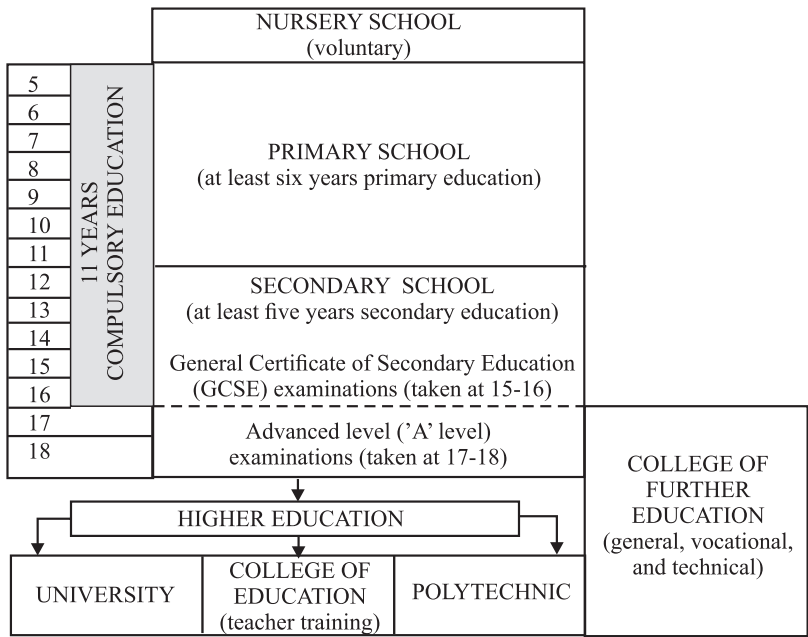 NURSERY SCHOOL
(voluntary)
5
6
7
8
9
10
11
12
13
14
15
16
17
18
11 YEARS
COMPULSORY EDUCATION
PRIMARY SCHOOL
(at least six years primary education)
SECONDARY SCHOOL
(at least five years secondary education)
General Certificate of Secondary Education
(GCSE) examinations (taken at 15-16)
Advanced level ('A' level)
examinations (taken at 17-18)
HIGHER EDUCATION
UNIVERSITY
COLLEGE OF
EDUCATION
(teacher training)
POLYTECHNIC
COLLEGE OF
FURTHER
EDUCATION
(general, vocational,
and technical)